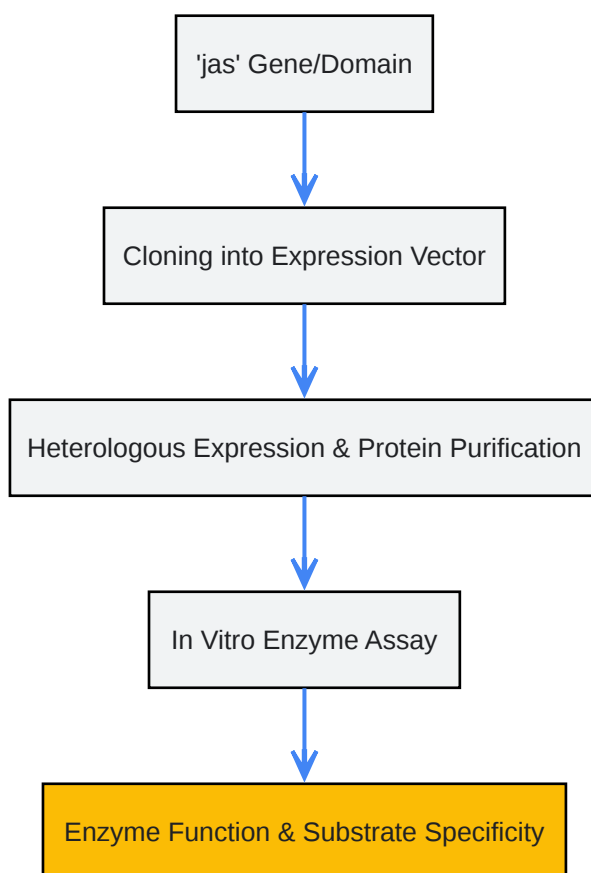 'jas' Gene/Domain
Cloning into Expression Vector
Heterologous Expression & Protein Purification
In Vitro Enzyme Assay
Enzyme Function & Substrate Specificity